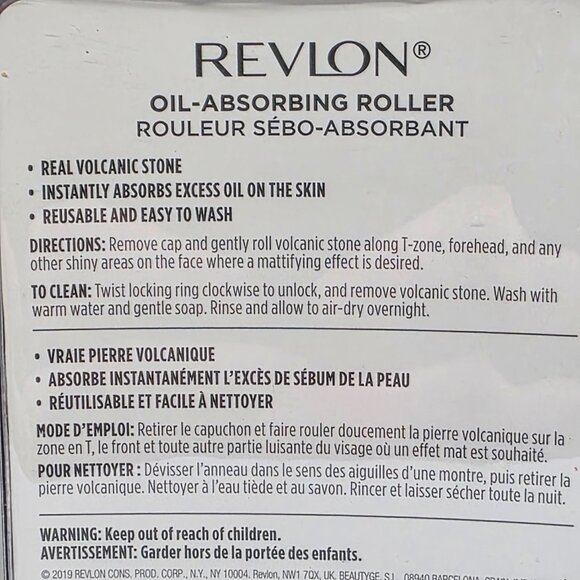 REVLON®
OIL-ABSORBING ROLLER
ROULEUR SÉBO-ABSORBANT
• REAL VOLCANIC STONE
• INSTANTLY ABSORBS EXCESS OIL ON THE SKIN
• REUSABLE AND EASY TO WASH
DIRECTIONS: Remove cap and gently roll volcanic stone along T-zone, forehead, and any
other shiny areas on the face where a mattifying effect is desired.
TO CLEAN: Twist locking ring clockwise to unlock, and remove volcanic stone. Wash with
warm water and gentle soap. Rinse and allow to air-dry overnight.
• VRAIE PIERRE VOLCANIQUE
• ABSORBE INSTANTANÉMENT L'EXCÈS DE SÉBUM DE LA PEAU
• RÉUTILISABLE ET FACILE À NETTOYER
MODE D'EMPLOI: Retirer le capuchon et faire rouler doucement la pierre volcanique sur la
zone en T, le front et toute autre partie luisante du visage où un effet mat est souhaité.
POUR NETTOYER : Dévisser l'anneau dans le sens des aiguilles d'une montre, puis retirer la
pierre volcanique. Nettoyer à l'eau tiède et au savon. Rincer et laisser sécher toute la nuit.
WARNING: Keep out of reach of children.
AVERTISSEMENT: Garder hors de la portée des enfants.
© 2019 REVLON CONS. PROD. CORP., N.Y., NY 10004. Revlon, NW1 7QX, UK. BEAUTYGE, S.L. 08940 BARCELONA,